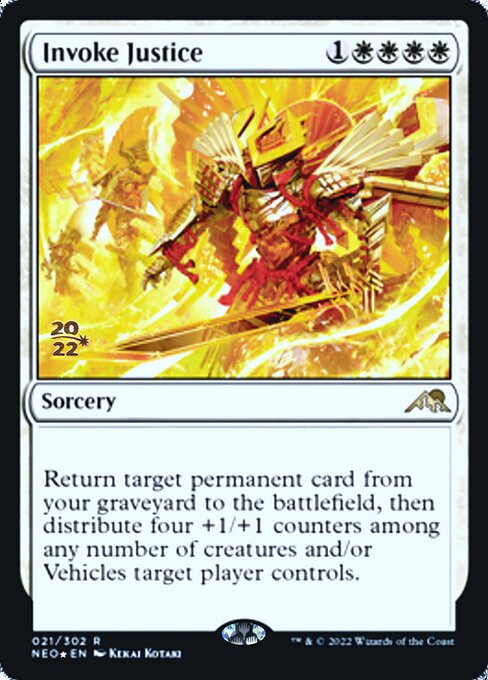 Invoke Justice 1
20
22
Sorcery
Return target permanent card from
your graveyard to the battlefield, then
distribute four +1/+1 counters among
any number of creatures and/or
Vehicles target player controls.
021/302 R
NEO★EN Kekai Kotaki
™ & © 2022 Wizards of the Coast